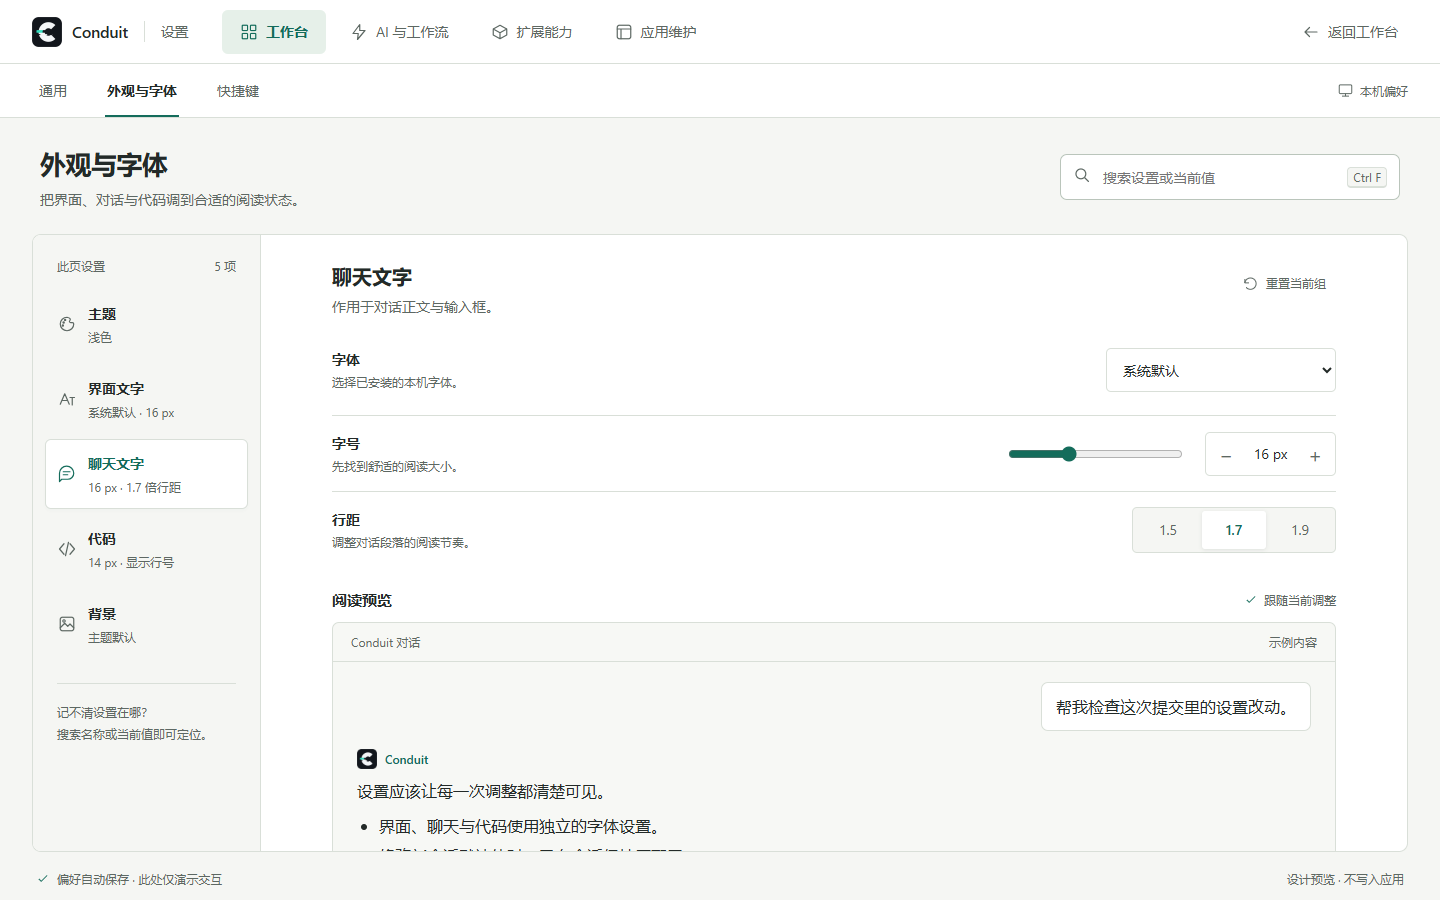 Conduit 设置 工作台 AI 与工作流 扩展能力 应用维护 返回工作台
通用 外观与字体 快捷键 本机偏好
外观与字体
把界面、对话与代码调到合适的阅读状态。
搜索设置或当前值 Ctrl F
此页设置 5 项
主题
浅色
界面文字
系统默认 · 16 px
聊天文字
16 px · 1.7 倍行距
代码
14 px · 显示行号
背景
主题默认
记不清设置在哪?
搜索名称或当前值即可定位。
聊天文字
作用于对话正文与输入框。
重置当前组
字体
选择已安装的本机字体。
系统默认
字号
先找到舒适的阅读大小。
− 16 px +
行距
调整对话段落的阅读节奏。
1.5 1.7 1.9
阅读预览
跟随当前调整
Conduit 对话 示例内容
帮我检查这次提交里的设置改动。
Conduit
设置应该让每一次调整都清楚可见。
• 界面、聊天与代码使用独立的字体设置。
偏好自动保存 · 此处仅演示交互
设计预览 · 不写入应用